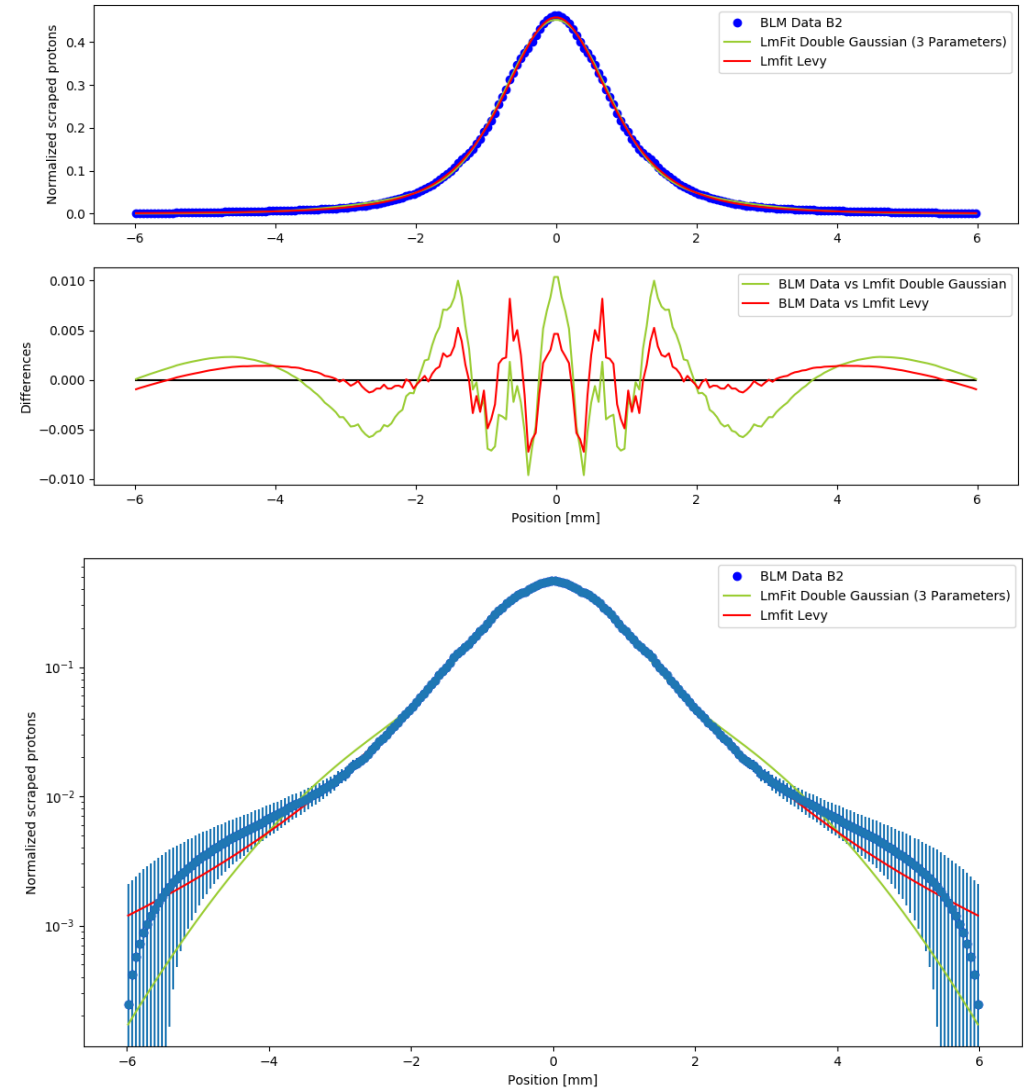 BLM Data B2
LmFit Double Gaussian (3 Parameters)
Lmfit Levy
Normalized scraped protons
0.4
0.3
0.2
0.1
0.0
−6
−4
−2
0
2
4
6
BLM Data vs Lmfit Double Gaussian
BLM Data vs Lmfit Levy
Differences
0.010
0.005
0.000
−0.005
−0.010
−6
−4
−2
0
2
4
6
Position [mm]
BLM Data B2
LmFit Double Gaussian (3 Parameters)
Lmfit Levy
Normalized scraped protons
10⁻¹
10⁻²
10⁻³
−6
−4
−2
0
2
4
6
Position [mm]